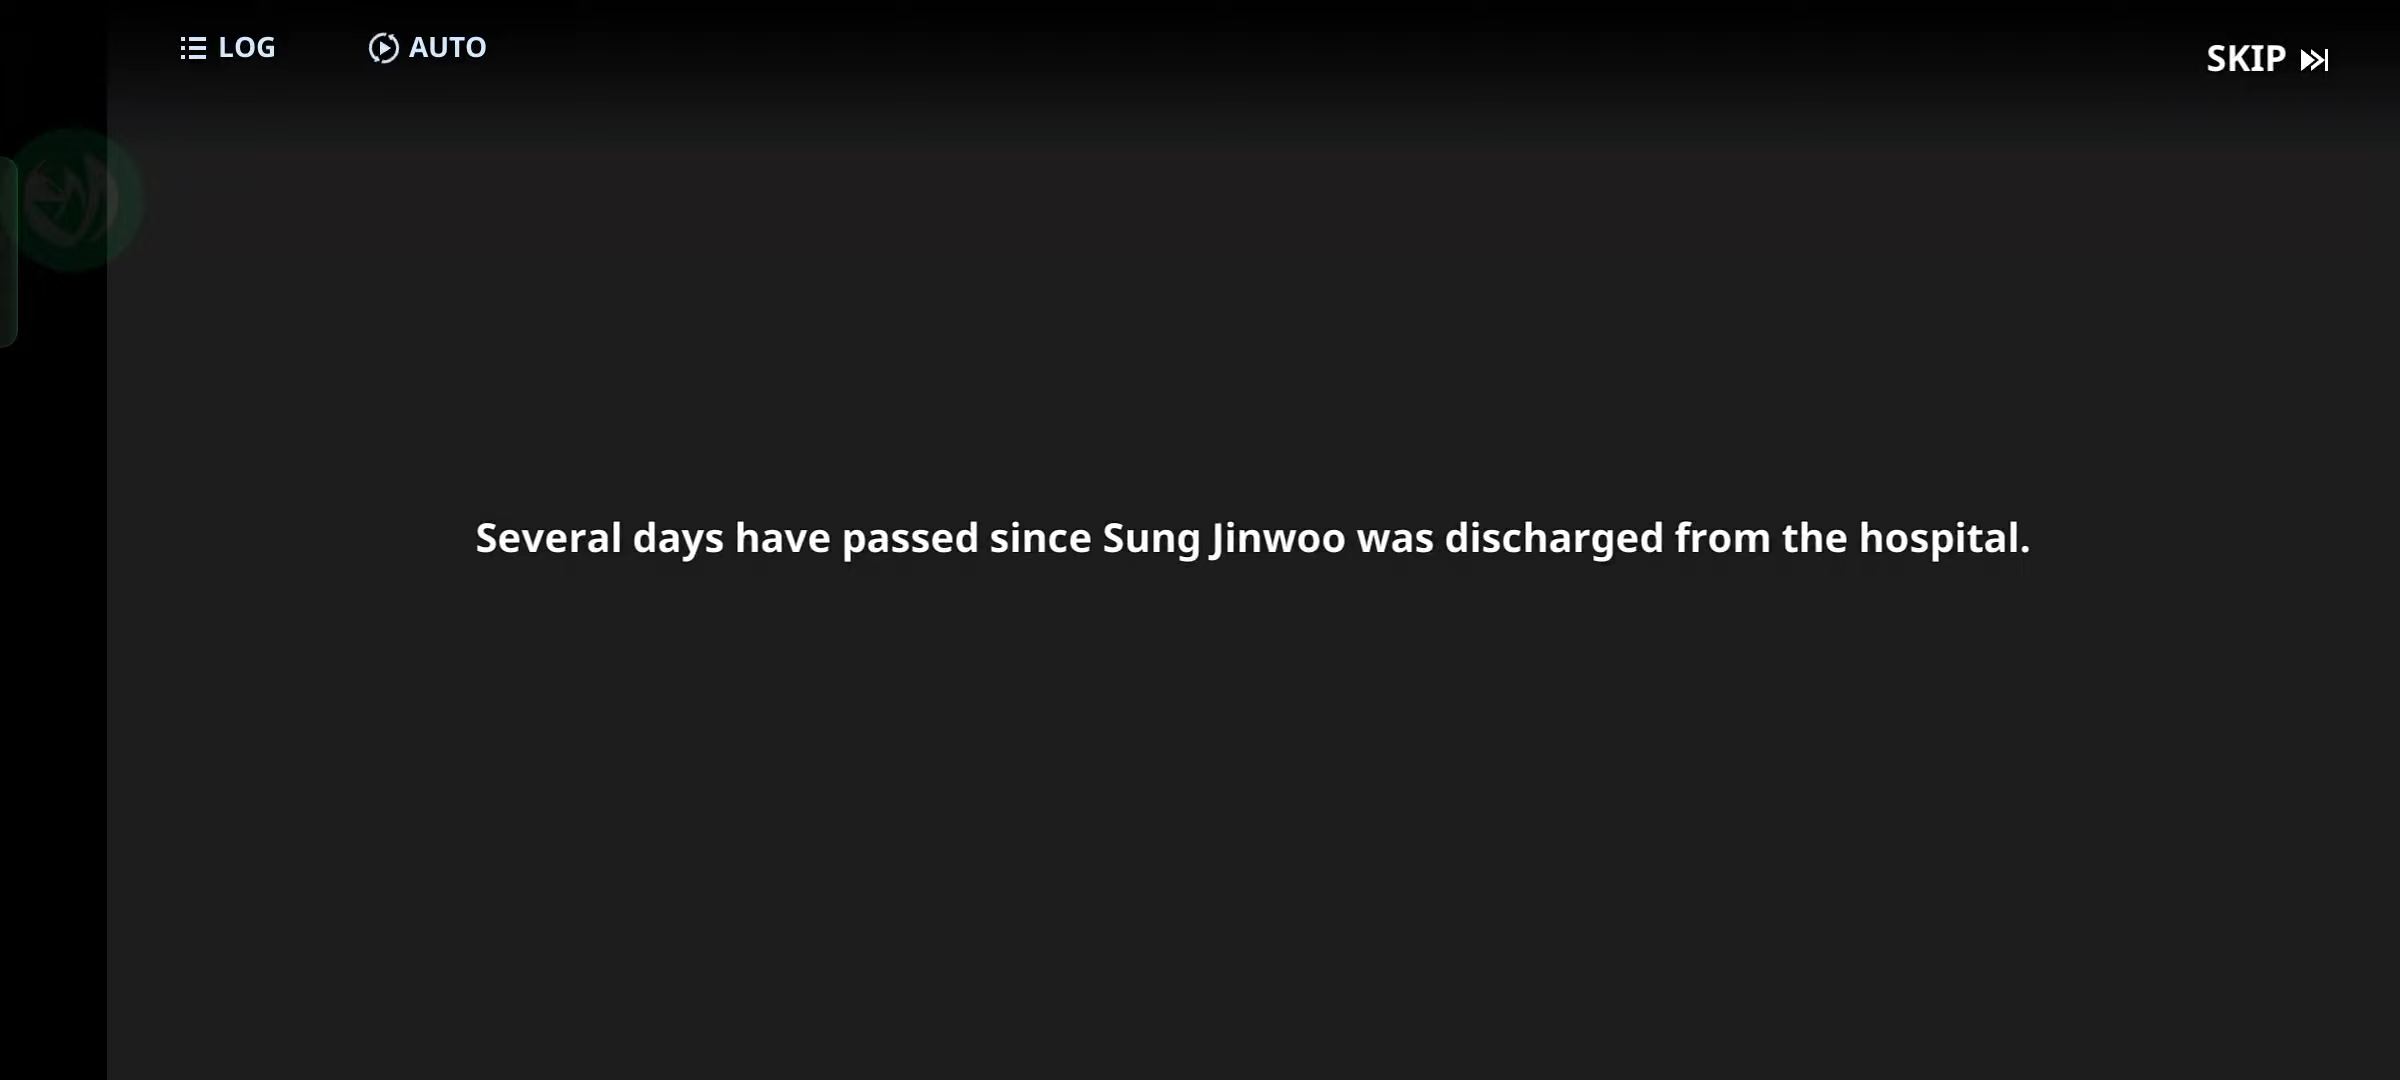 LOG AUTO
SKIP
Several days have passed since Sung Jinwoo was discharged from the hospital.